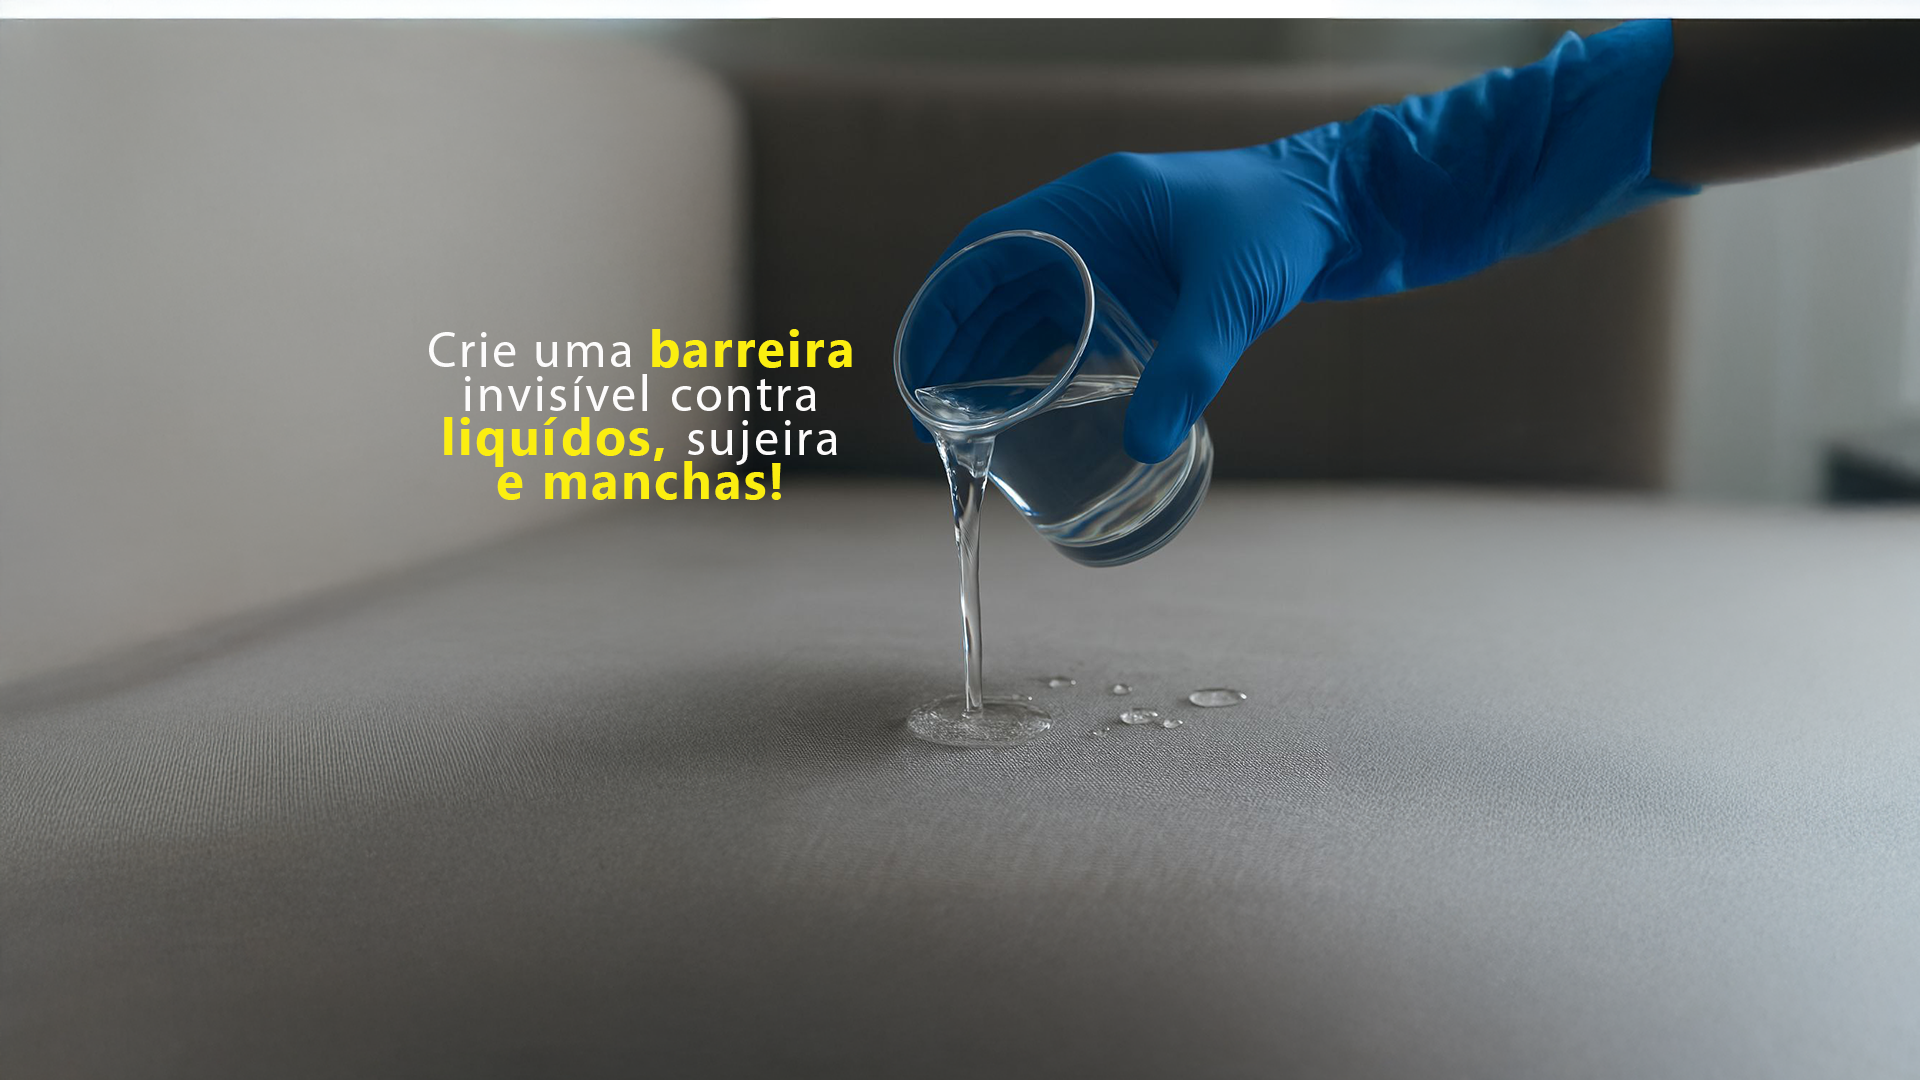 Crie uma barreira
invisível contra
liquídos, sujeira
e manchas!